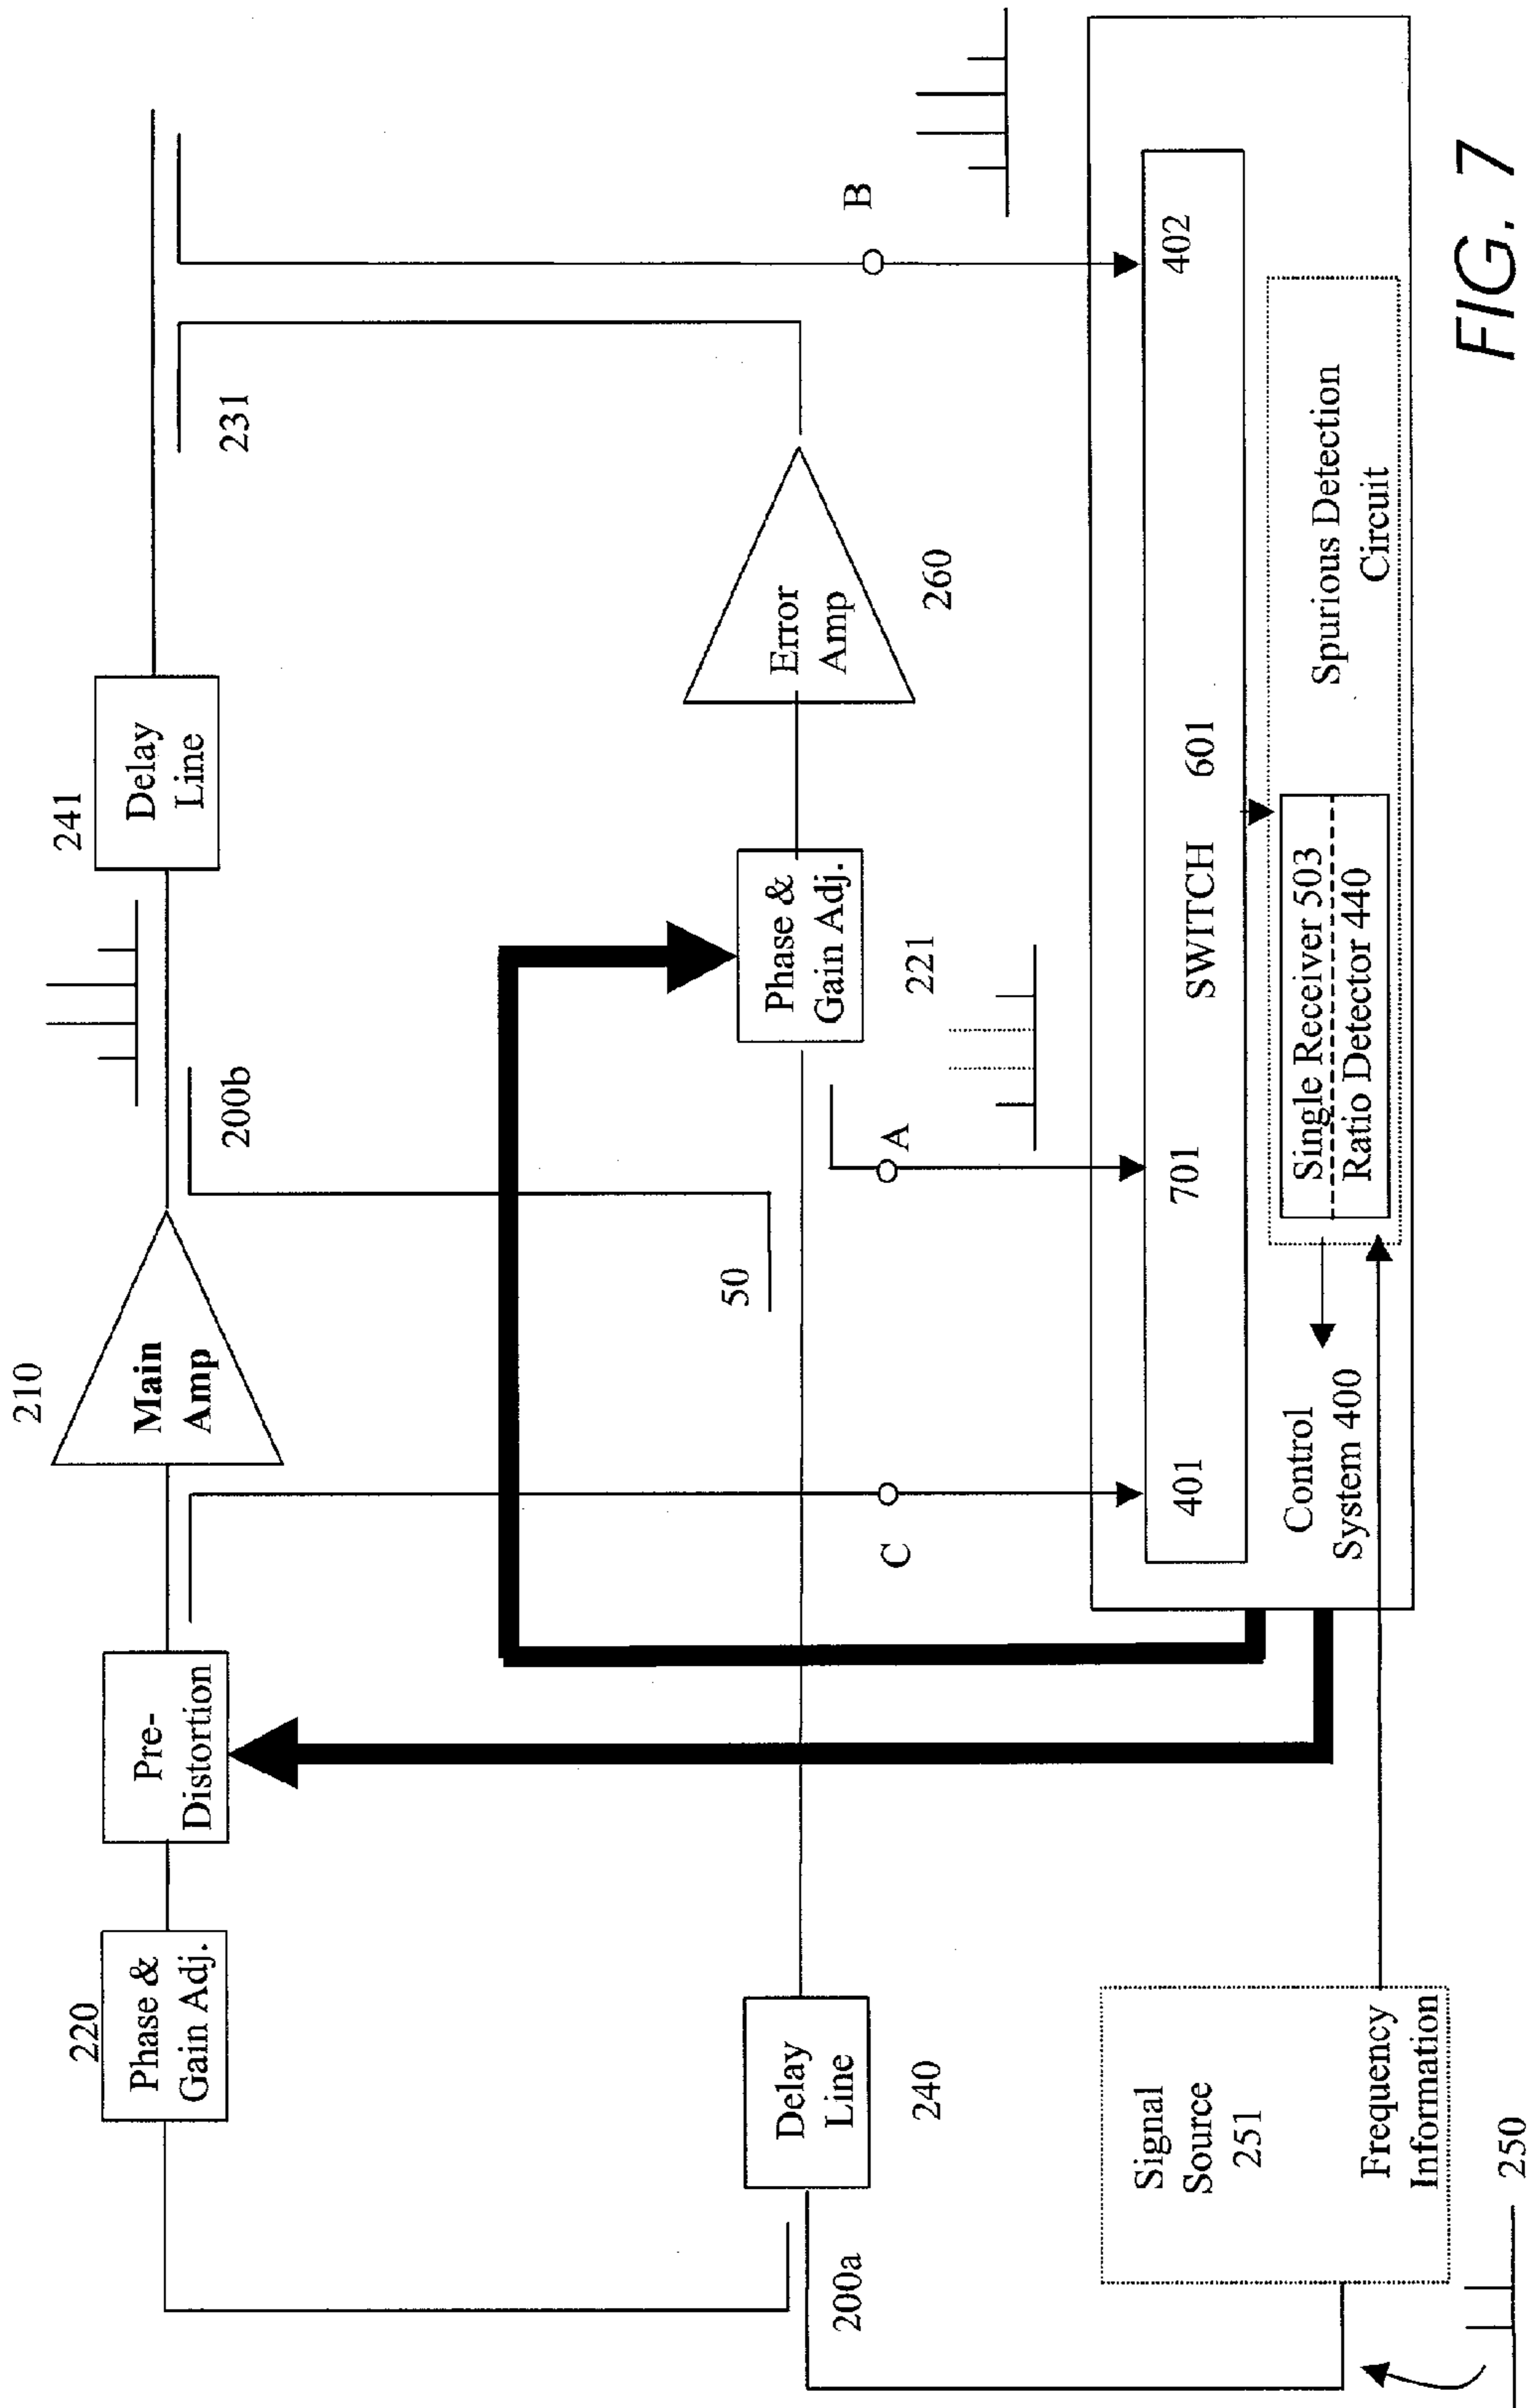 210
241
220
Phase &
Gain Adj.
Pre-
Distortion
Main
Amp
Delay
Line
200b
231
50
Phase &
Gain Adj.
221
Error
Amp
260
Delay
Line
240
200a
C
A
B
401
701
SWITCH 601
402
Signal
Source
251
Frequency
Information
250
Control
System 400
Single Receiver 503
Ratio Detector 440
Spurious Detection
Circuit
FIG. 7